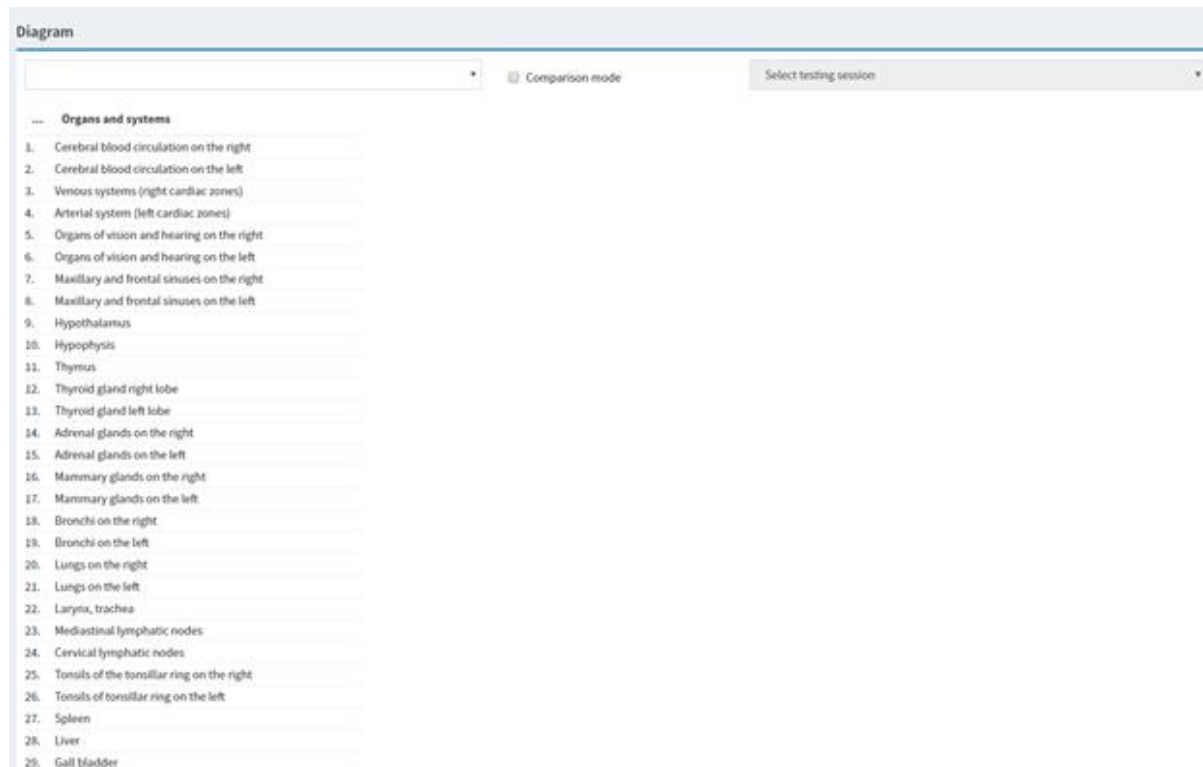 Diagram
Comparison mode
Select testing session
... Organs and systems
1. Cerebral blood circulation on the right
2. Cerebral blood circulation on the left
3. Venous systems (right cardiac zones)
4. Arterial system (left cardiac zones)
5. Organs of vision and hearing on the right
6. Organs of vision and hearing on the left
7. Maxillary and frontal sinuses on the right
8. Maxillary and frontal sinuses on the left
9. Hypothalamus
10. Hypophysis
11. Thymus
12. Thyroid gland right lobe
13. Thyroid gland left lobe
14. Adrenal glands on the right
15. Adrenal glands on the left
16. Mammary glands on the right
17. Mammary glands on the left
18. Bronchi on the right
19. Bronchi on the left
20. Lungs on the right
21. Lungs on the left
22. Larynx, trachea
23. Mediastinal lymphatic nodes
24. Cervical lymphatic nodes
25. Tonsils of the tonsillar ring on the right
26. Tonsils of tonsillar ring on the left
27. Spleen
28. Liver
29. Gall bladder